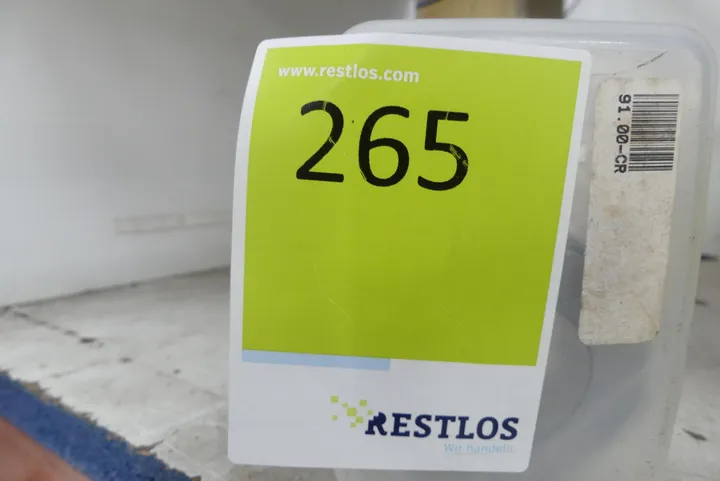 www.restlos.com
265
91.00-CR
RESTLOS
Wir handeln.